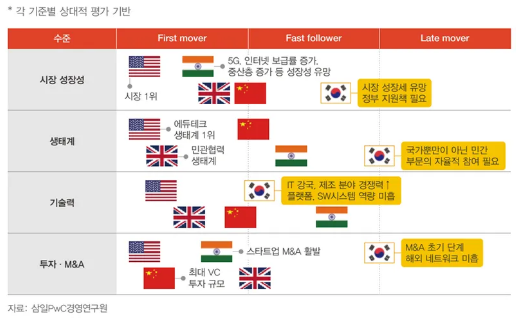 * 각 기준별 상대적 평가 기반
수준 First mover Fast follower Late mover
시장 성장성
5G, 인터넷 보급률 증가,
중산층 증가 등 성장성 유망
시장 1위
시장 성장세 유망
정부 지원책 필요
생태계
에듀테크
생태계 1위
민관협력
생태계
국가뿐만이 아닌 민간
부문의 자율적 참여 필요
기술력
IT 강국, 제조 분야 경쟁력 ↑
플랫폼, SW시스템 역량 미흡
투자 · M&A
스타트업 M&A 활발
최대 VC
투자 규모
M&A 초기 단계
해외 네트워크 미흡
자료: 삼일PwC경영연구원